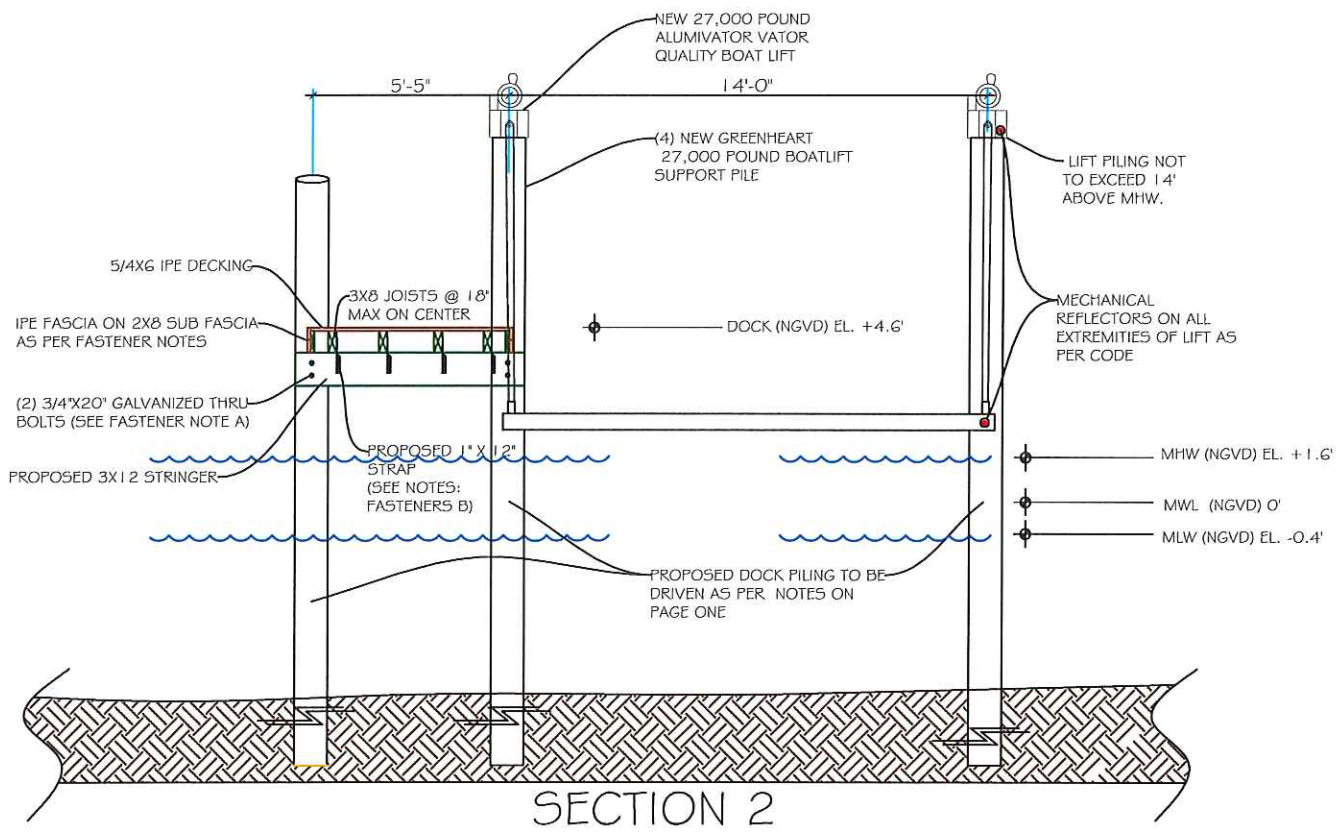 NEW 27,000 POUND
ALUMIVATOR VATOR
QUALITY BOAT LIFT
5'-5"
14'-0"
(4) NEW GREENHEART
27,000 POUND BOATLIFT
SUPPORT PILE
LIFT PILING NOT
TO EXCEED 14'
ABOVE MHW.
5/4X6 IPE DECKING
3X8 JOISTS @ 18"
MAX ON CENTER
IPE FASCIA ON 2X8 SUB FASCIA
AS PER FASTENER NOTES
DOCK (NGVD) EL. +4.6'
MECHANICAL
REFLECTORS ON ALL
EXTREMITIES OF LIFT AS
PER CODE
(2) 3/4"X20" GALVANIZED THRU
BOLTS (SEE FASTENER NOTE A)
PROPOSED 3X12 STRINGER
PROPOSED 1" X 12"
STRAP
(SEE NOTES:
FASTENERS B)
MHW (NGVD) EL. +1.6'
MWL (NGVD) 0'
MLW (NGVD) EL. -0.4'
PROPOSED DOCK PILING TO BE
DRIVEN AS PER NOTES ON
PAGE ONE
SECTION 2